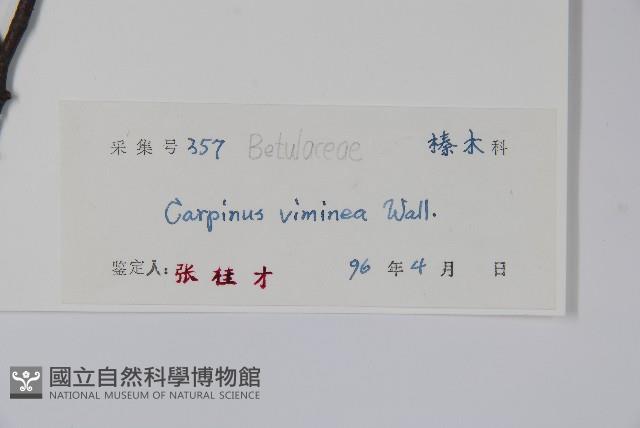 采集号 357 Betulaceae 榛木科
Carpinus viminea Wall.
鉴定人: 张桂才 96 年 4 月 日
國立自然科學博物館
NATIONAL MUSEUM OF NATURAL SCIENCE